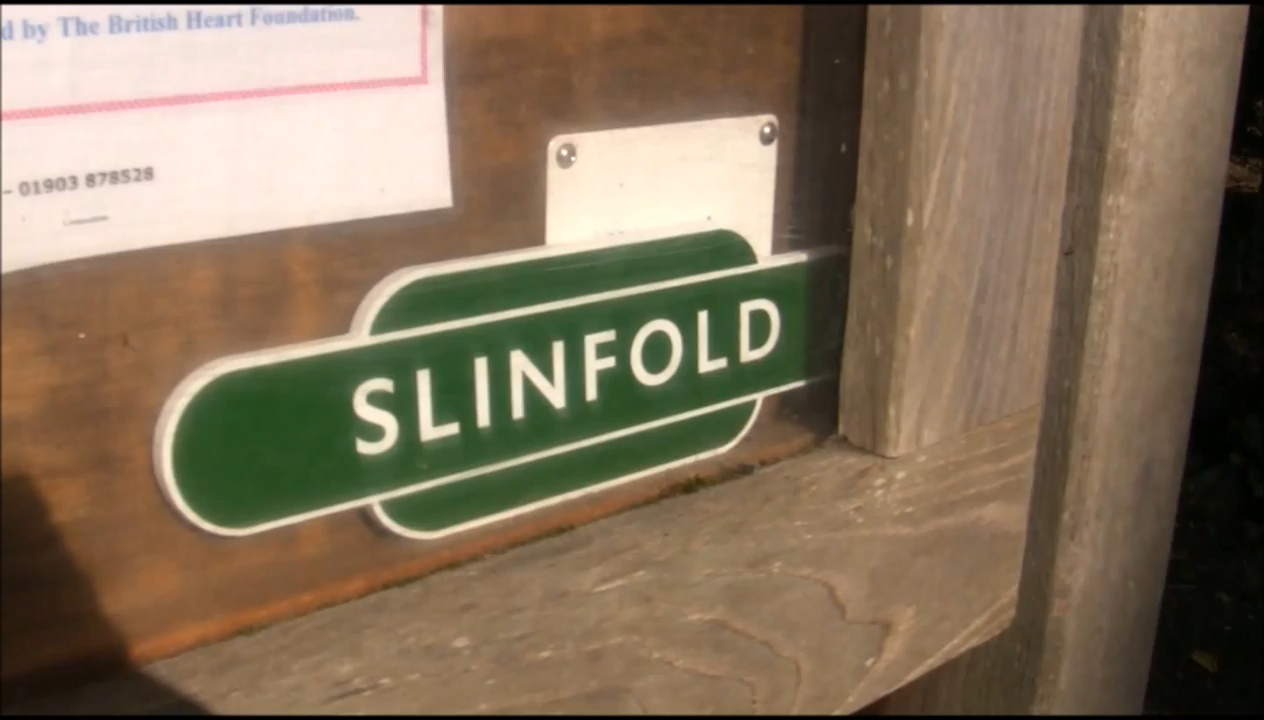 d by The British Heart Foundation.
– 01903 878528
SLINFOLD